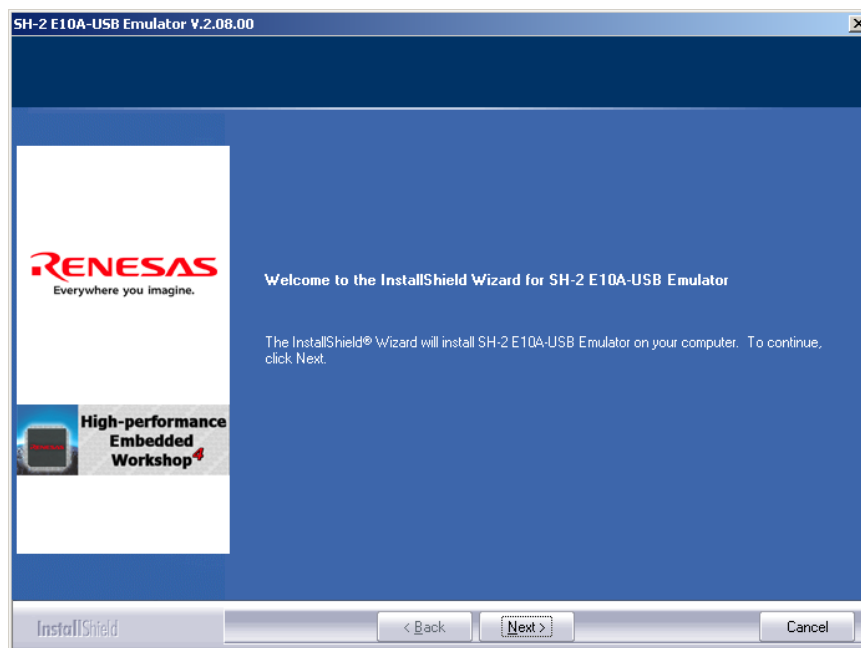 SH-2 E10A-USB Emulator V.2.08.00
RENESAS
Everywhere you imagine.
High-performance
Embedded
Workshop4
Welcome to the InstallShield Wizard for SH-2 E10A-USB Emulator
The InstallShield® Wizard will install SH-2 E10A-USB Emulator on your computer. To continue,
click Next.
InstallShield
< Back
Next >
Cancel